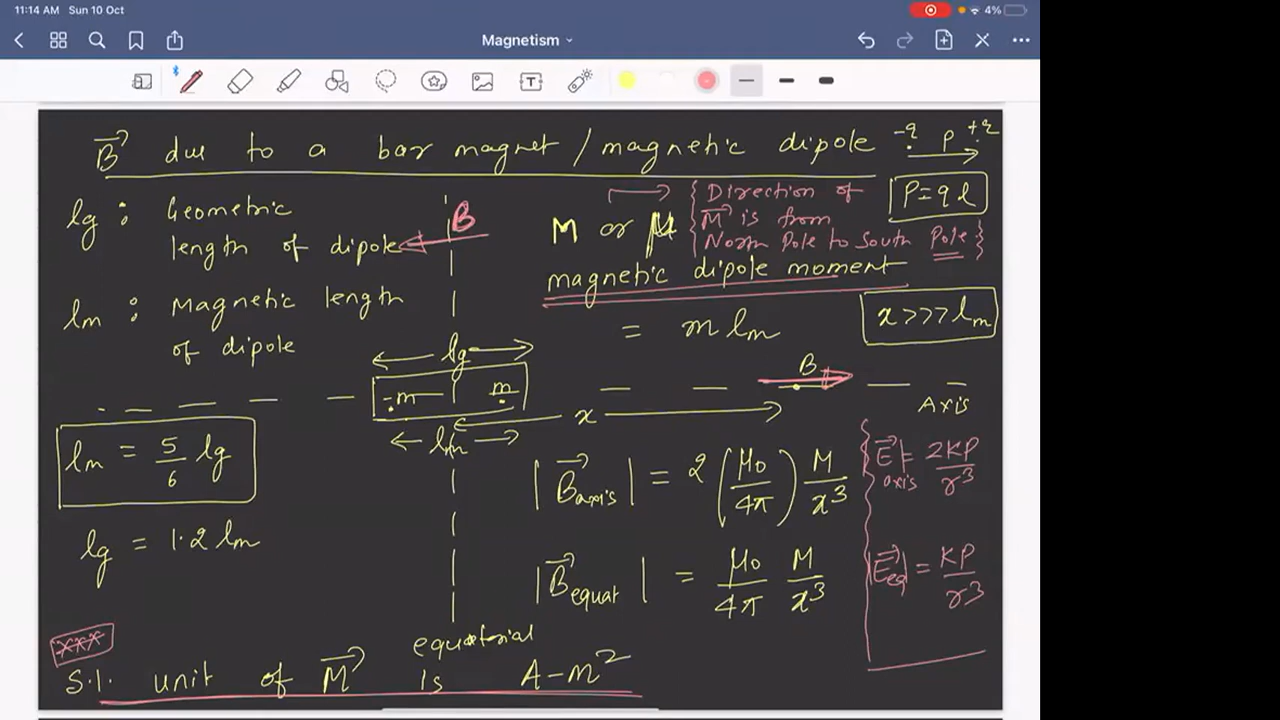 11:14 AM Sun 10 Oct
4%
Magnetism
B due to a bar magnet / magnetic dipole
-q P +q
P = q l
lg : Geometric
length of dipole
B
M or
{ Direction of
M is from
North Pole to South Pole }
magnetic dipole moment
= m lm
x >>> lm
lm : Magnetic length
of dipole
lg
-m m
x
B
Axis
lm
lm = 5/6 lg
lg = 1.2 lm
|B axis| = 2 (μ0/4π) M/x³
|B equat| = μ0/4π M/x³
|E| axis = 2KP/r³
|E eq| = KP/r³
equatorial
***
S.I. unit of M is A-m²